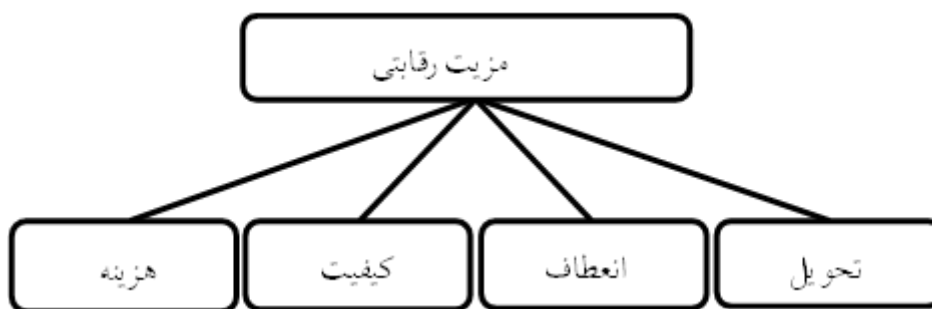 مزیت رقابتی
تحویل
انعطاف
کیفیت
هزینه